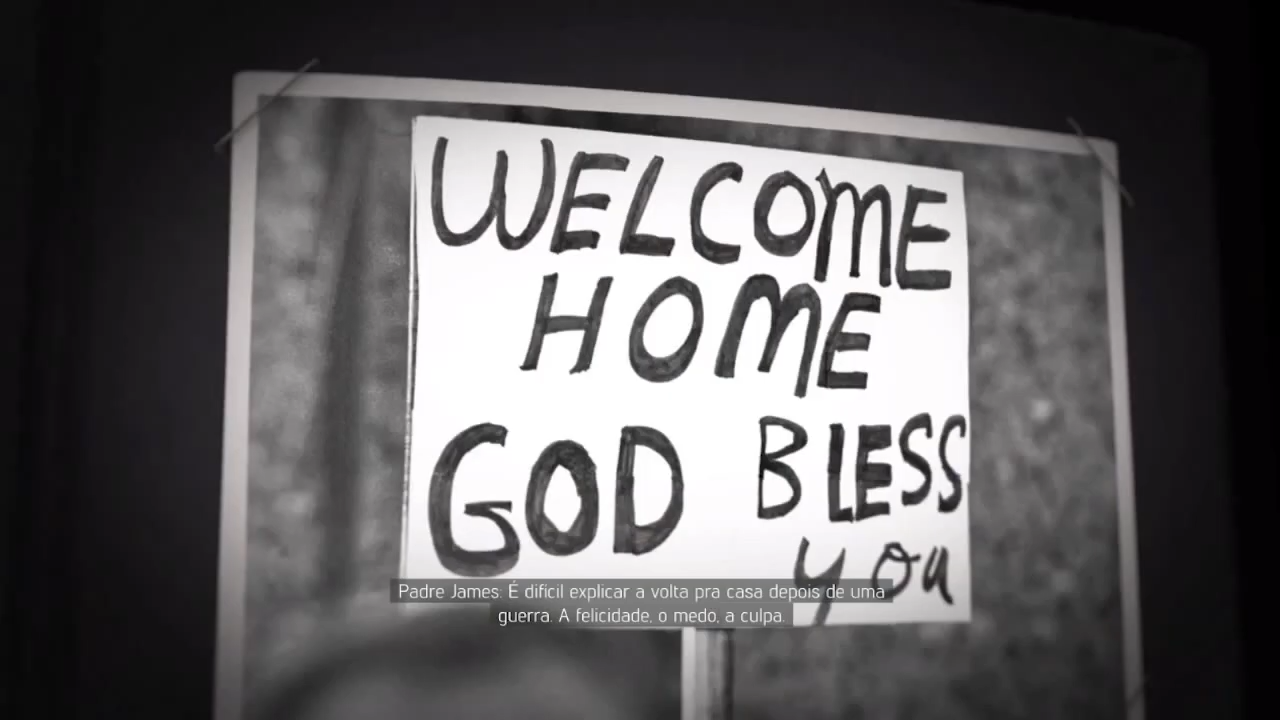 WELCOME
HOME
GOD BLESS
you
Padre James: É difícil explicar a volta pra casa depois de uma
guerra. A felicidade, o medo, a culpa.